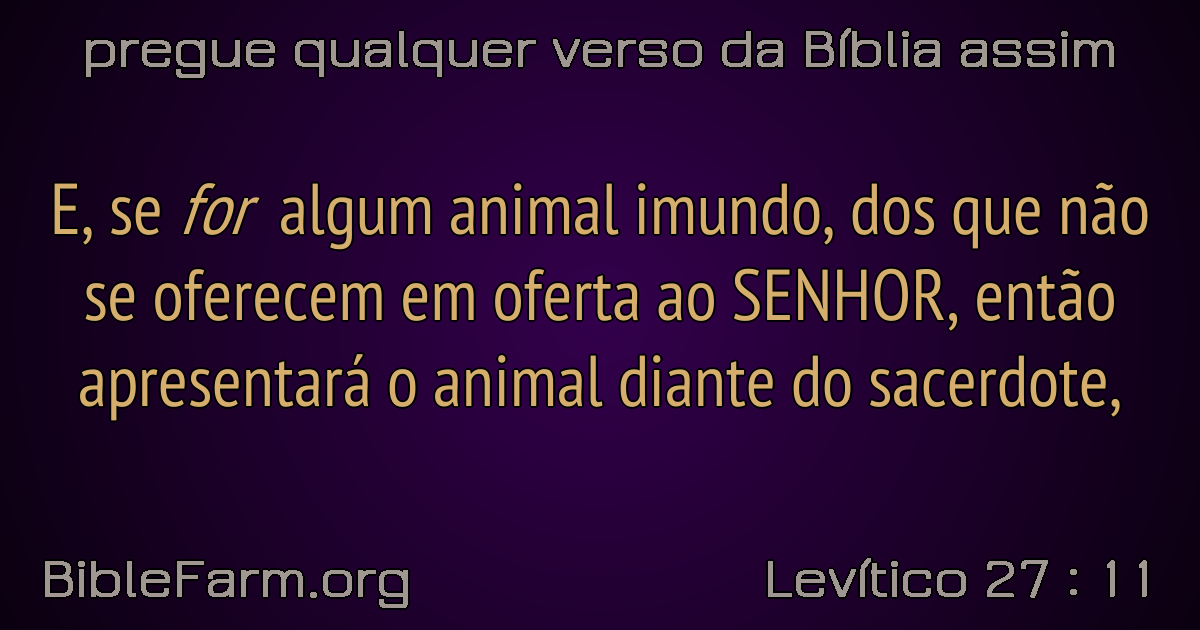 pregue qualquer verso da Bíblia assim
E, se for algum animal imundo, dos que não
se oferecem em oferta ao SENHOR, então
apresentará o animal diante do sacerdote,
BibleFarm.org
Levítico 27 : 11